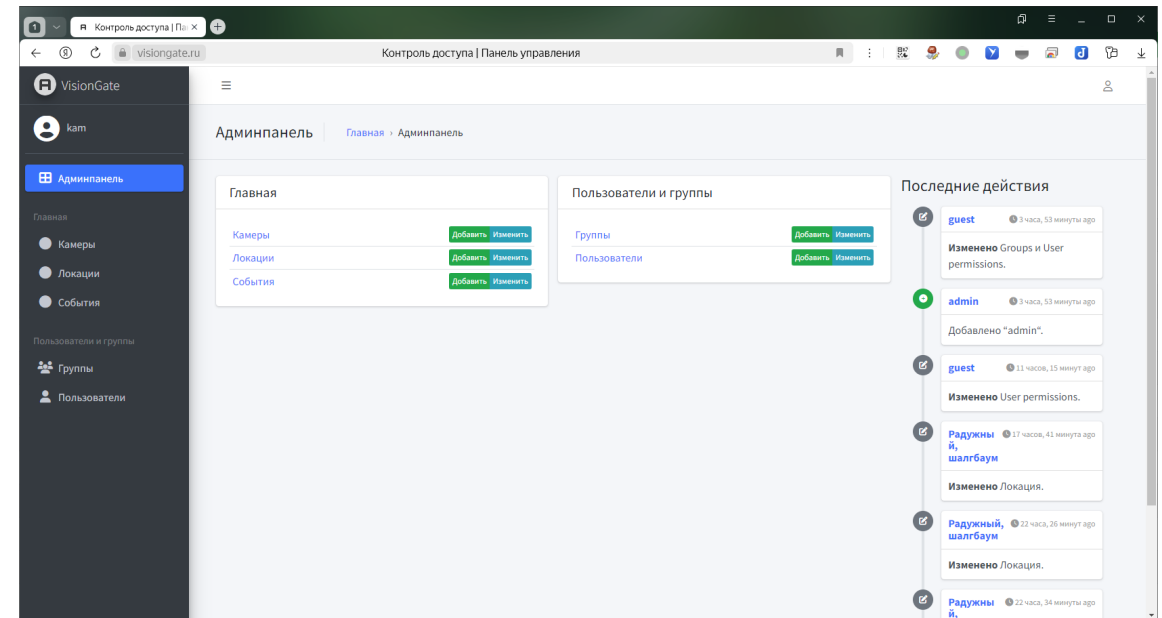 1
Контроль доступа | Пан
visiongate.ru
Контроль доступа | Панель управления
VisionGate
kam
Админпанель
Главная
Камеры
Локации
События
Пользователи и группы
Группы
Пользователи
Админпанель
Главная › Админпанель
Главная
Камеры Добавить Изменить
Локации Добавить Изменить
События Добавить Изменить
Пользователи и группы
Группы Добавить Изменить
Пользователи Добавить Изменить
Последние действия
guest 3 часа, 53 минуты ago
Изменено Groups и User
permissions.
admin 3 часа, 53 минуты ago
Добавлено “admin“.
guest 11 часов, 15 минут ago
Изменено User permissions.
Радужны 17 часов, 41 минута ago
й,
шалгбаум
Изменено Локация.
Радужный, 22 часа, 26 минут ago
шалгбаум
Изменено Локация.
Радужны 22 часа, 34 минуты ago
й,